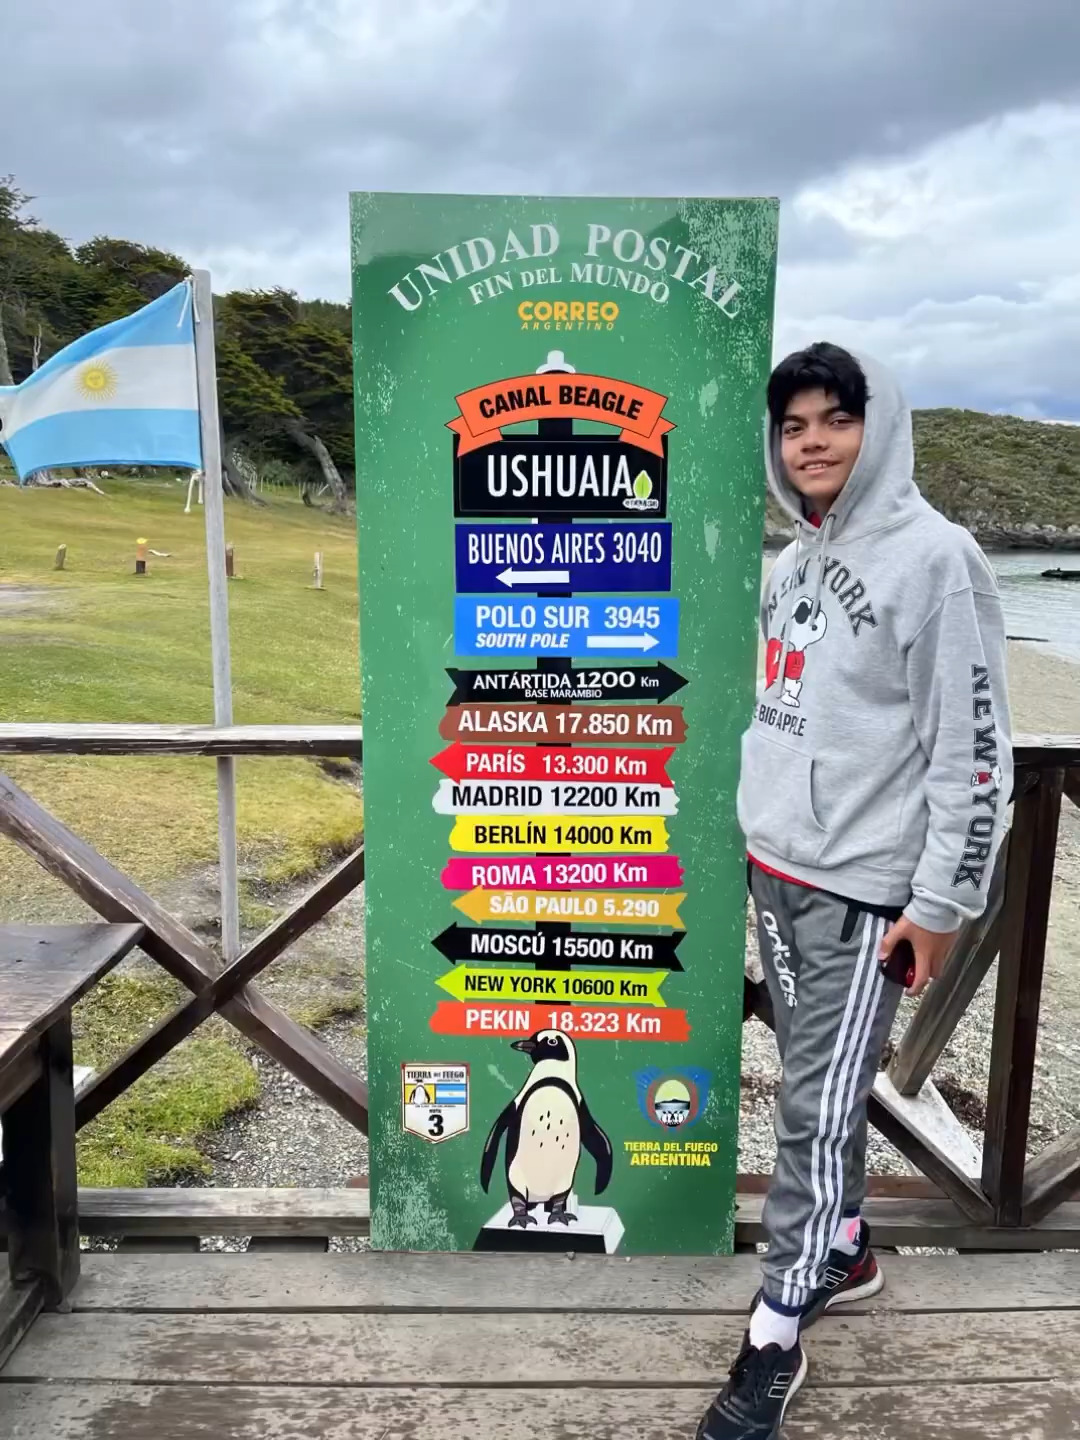 UNIDAD POSTAL
FIN DEL MUNDO
CORREO
ARGENTINO
CANAL BEAGLE
USHUAIA
BUENOS AIRES 3040
POLO SUR 3945
SOUTH POLE
ANTÁRTIDA 1200 Km
BASE MARAMBIO
ALASKA 17.850 Km
PARÍS 13.300 Km
MADRID 12200 Km
BERLÍN 14000 Km
ROMA 13200 Km
SÃO PAULO 5.290
MOSCÚ 15500 Km
NEW YORK 10600 Km
PEKIN 18.323 Km
TIERRA DEL FUEGO
RUTA
3
TIERRA DEL FUEGO
ARGENTINA
NEW YORK
BIG APPLE
NEW YORK
adidas